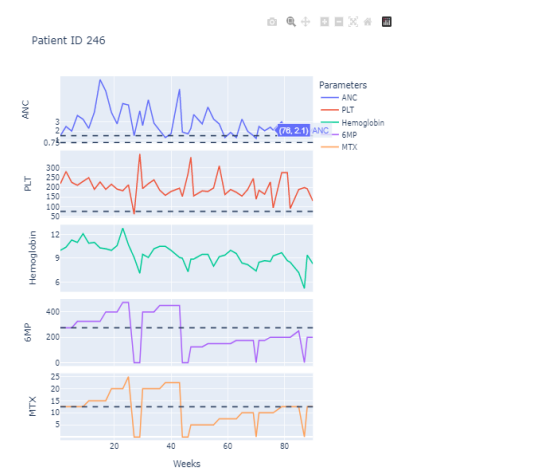 Patient ID 246
Parameters
ANC
PLT
Hemoglobin
6MP
MTX
ANC
3
2
1
0.75
(76, 2.1) ANC
PLT
300
250
200
150
100
50
Hemoglobin
12
9
6
6MP
400
200
0
MTX
25
20
15
10
5
20 40 60 80
Weeks